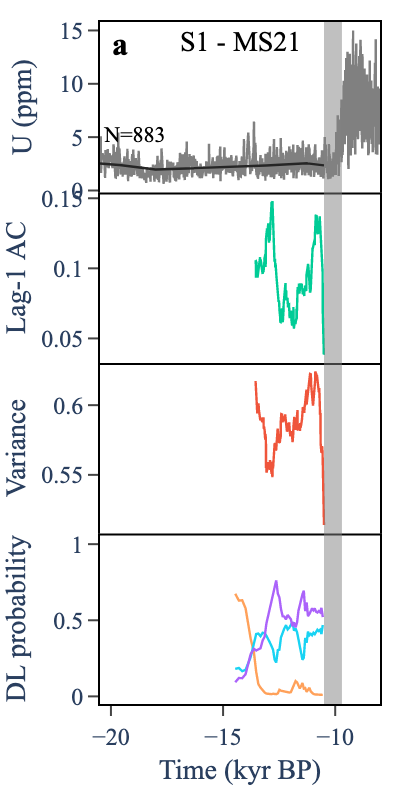 a S1 - MS21
U (ppm)
15
10
5
0
N=883
Lag-1 AC
0.15
0.1
0.05
Variance
0.6
0.55
DL probability
1
0.5
0
−20 −15 −10
Time (kyr BP)